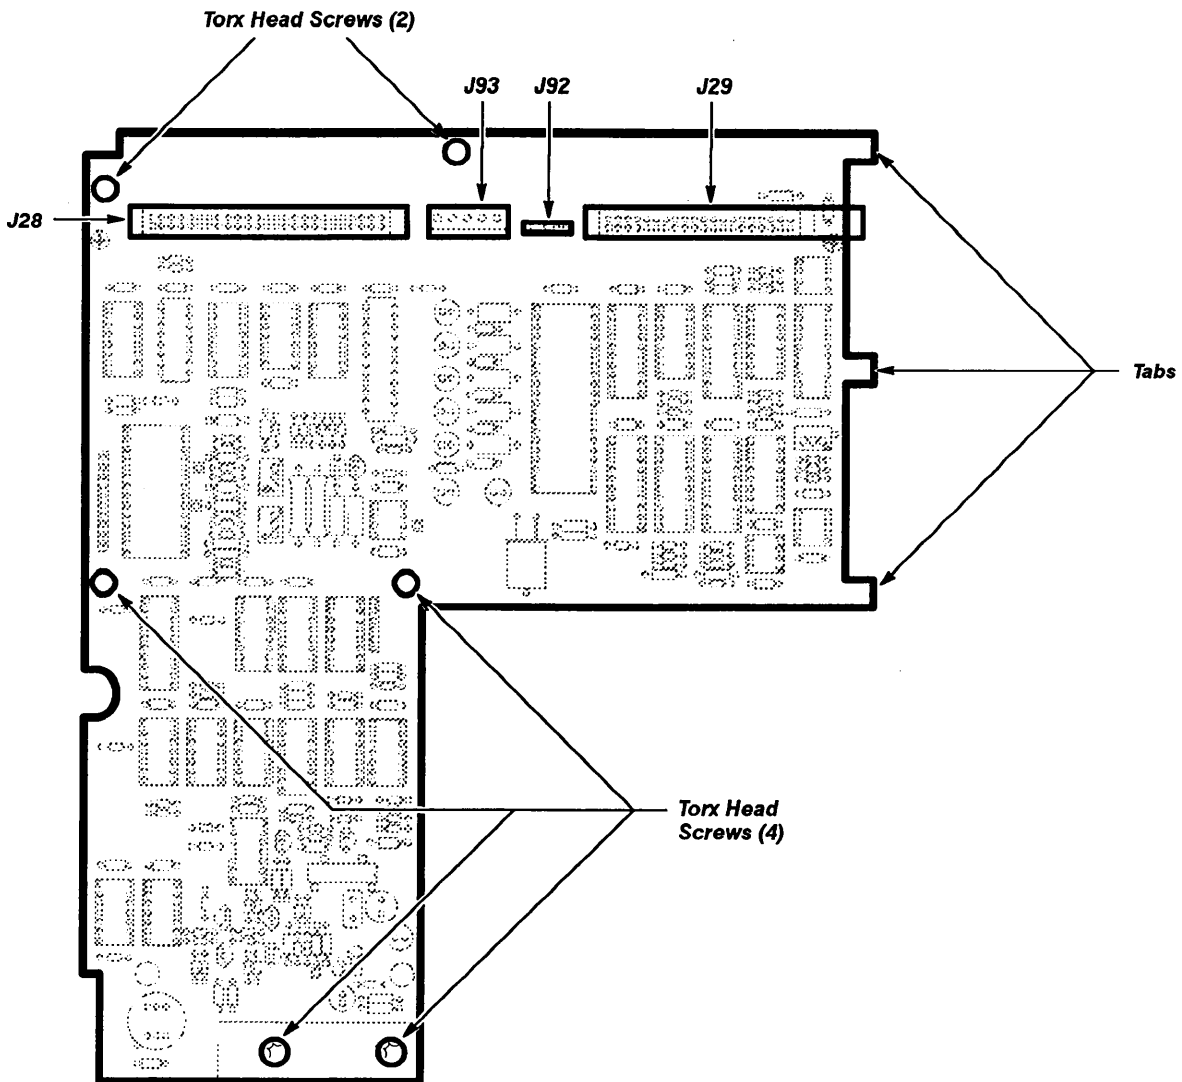 Torx Head Screws (2)
J93
J92
J29
J28
Tabs
Torx Head
Screws (4)